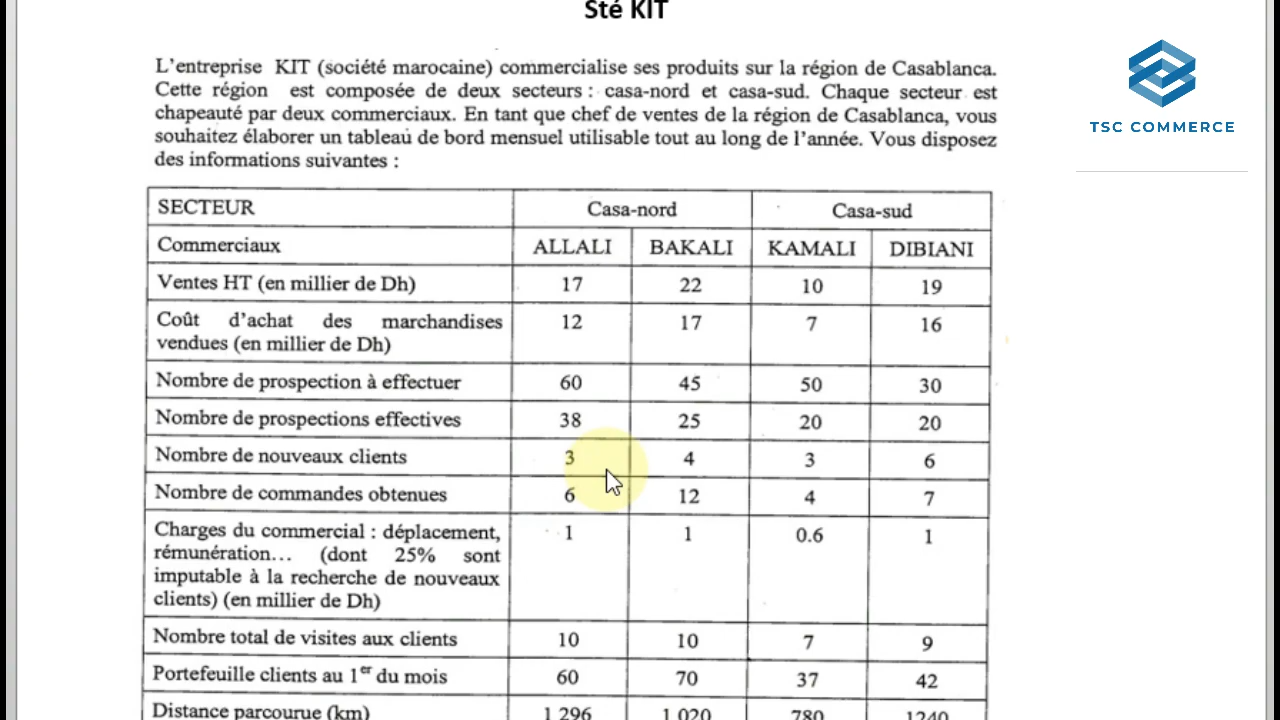 Sté KIT
TSC COMMERCE
L'entreprise KIT (société marocaine) commercialise ses produits sur la région de Casablanca.
Cette région est composée de deux secteurs : casa-nord et casa-sud. Chaque secteur est
chapeauté par deux commerciaux. En tant que chef de ventes de la région de Casablanca, vous
souhaitez élaborer un tableau de bord mensuel utilisable tout au long de l'année. Vous disposez
des informations suivantes :
SECTEUR Casa-nord Casa-sud
Commerciaux ALLALI BAKALI KAMALI DIBIANI
Ventes HT (en millier de Dh) 17 22 10 19
Coût d'achat des marchandises 12 17 7 16
vendues (en millier de Dh)
Nombre de prospection à effectuer 60 45 50 30
Nombre de prospections effectives 38 25 20 20
Nombre de nouveaux clients 3 4 3 6
Nombre de commandes obtenues 6 12 4 7
Charges du commercial : déplacement, 1 1 0.6 1
rémunération... (dont 25% sont
imputable à la recherche de nouveaux
clients) (en millier de Dh)
Nombre total de visites aux clients 10 10 7 9
Portefeuille clients au 1er du mois 60 70 37 42
Distance parcourue (km) 1 296 1 020 780 1240